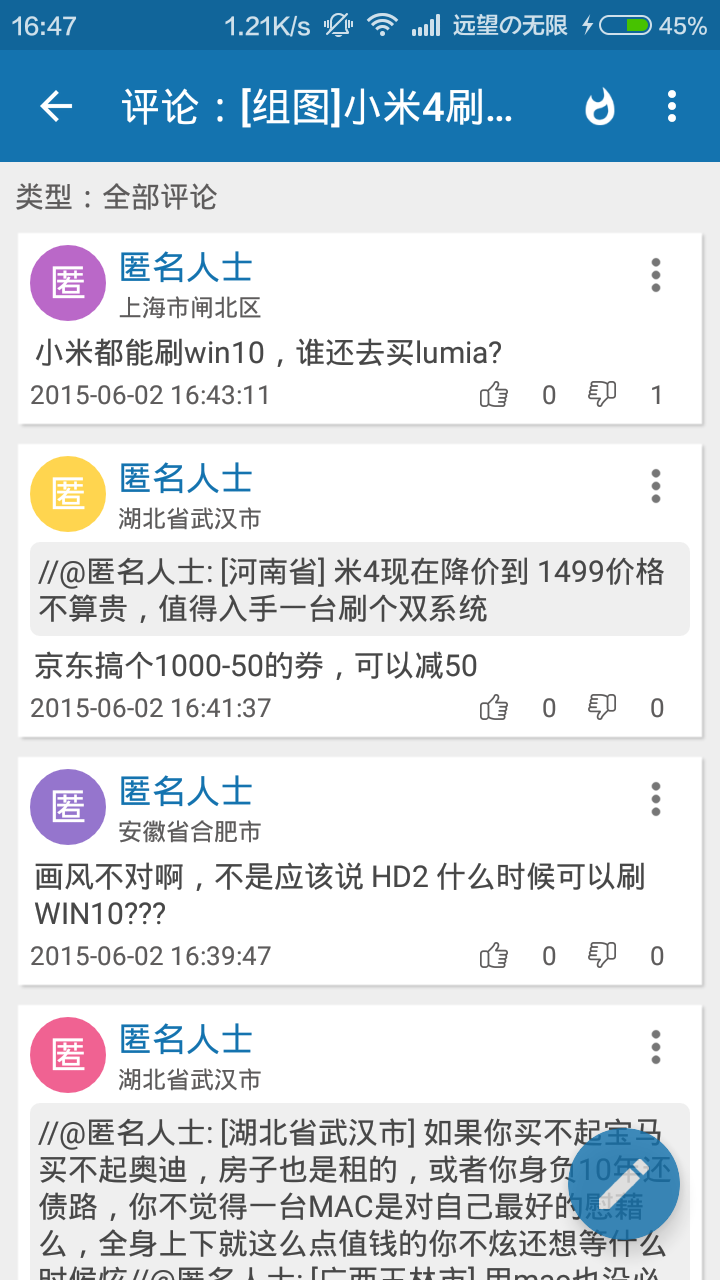 16:47 1.21K/s 远望の无限 45%
评论：[组图]小米4刷...
类型：全部评论
匿
匿名人士
上海市闸北区
小米都能刷win10，谁还去买lumia?
2015-06-02 16:43:11 0 1
匿
匿名人士
湖北省武汉市
//@匿名人士: [河南省] 米4现在降价到 1499价格
不算贵，值得入手一台刷个双系统
京东搞个1000-50的券，可以减50
2015-06-02 16:41:37 0 0
匿
匿名人士
安徽省合肥市
画风不对啊，不是应该说 HD2 什么时候可以刷
WIN10???
2015-06-02 16:39:47 0 0
匿
匿名人士
湖北省武汉市
//@匿名人士: [湖北省武汉市] 如果你买不起宝马
买不起奥迪，房子也是租的，或者你身负10年还
债路，你不觉得一台MAC是对自己最好的慰藉
么，全身上下就这么点值钱的你不炫还想等什么
时候炫//@匿名人士: [广西玉林市] 用mac也没必